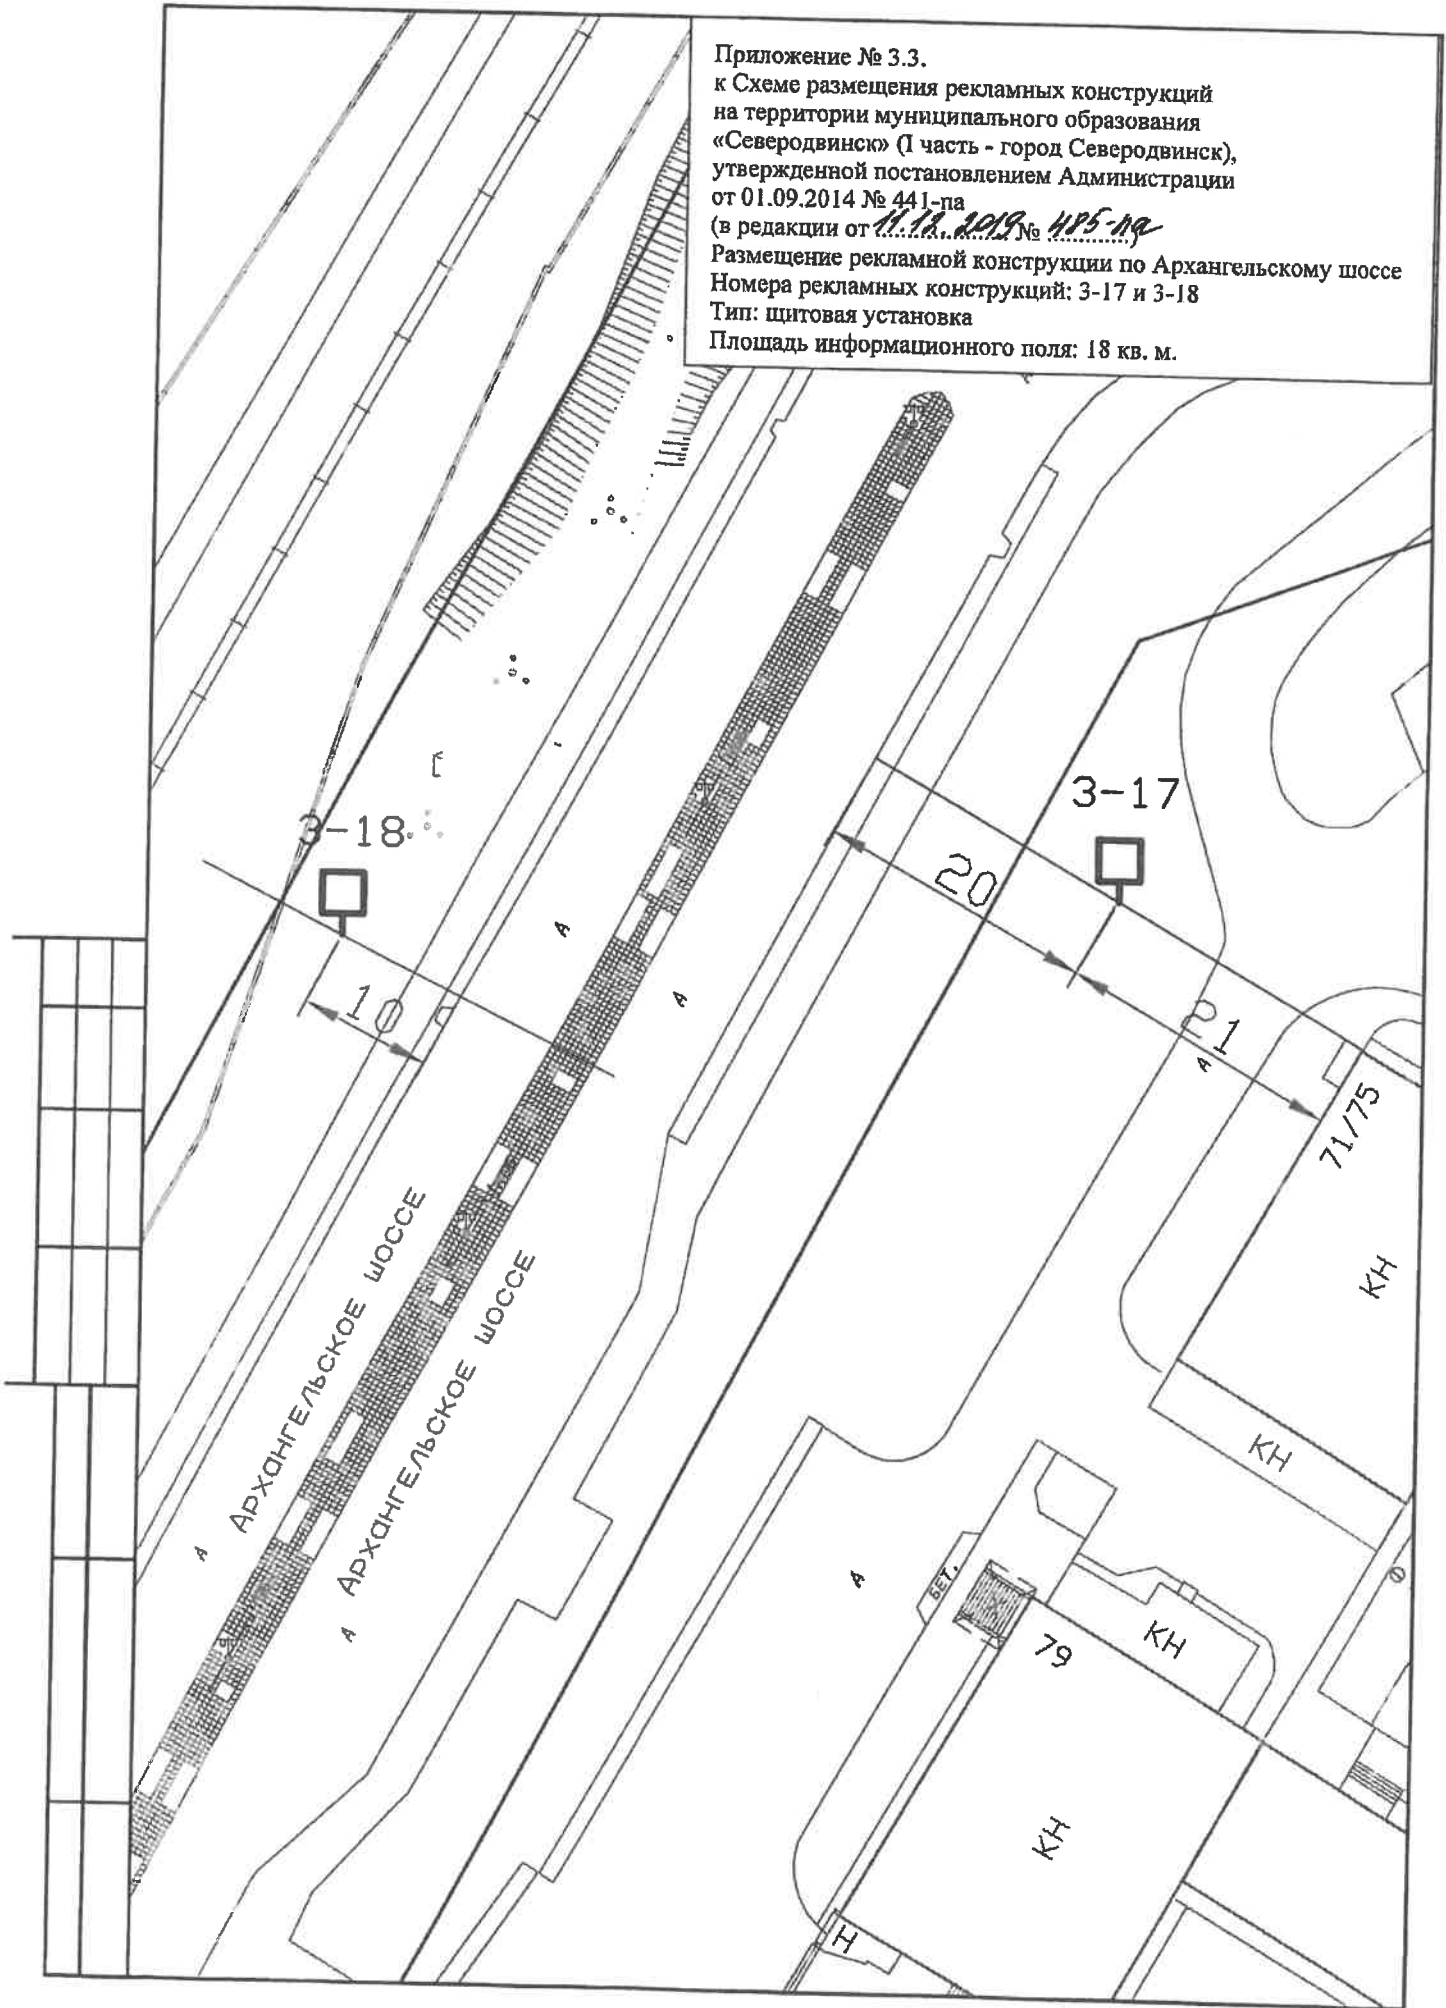 Приложение № 3.3.
к Схеме размещения рекламных конструкций
на территории муниципального образования
«Северодвинск» (I часть - город Северодвинск),
утвержденной постановлением Администрации
от 01.09.2014 № 441-па
(в редакции от 11.12.2019 № 485-па)
Размещение рекламной конструкции по Архангельскому шоссе
Номера рекламных конструкций: 3-17 и 3-18
Тип: щитовая установка
Площадь информационного поля: 18 кв. м.
3-17
3-18
20
10
А
А
21
А
71/75
КН
АРХАНГЕЛЬСКОЕ ШОССЕ
АРХАНГЕЛЬСКОЕ ШОССЕ
КН
А
А
А
БЕТ.
79
КН
КН
Н